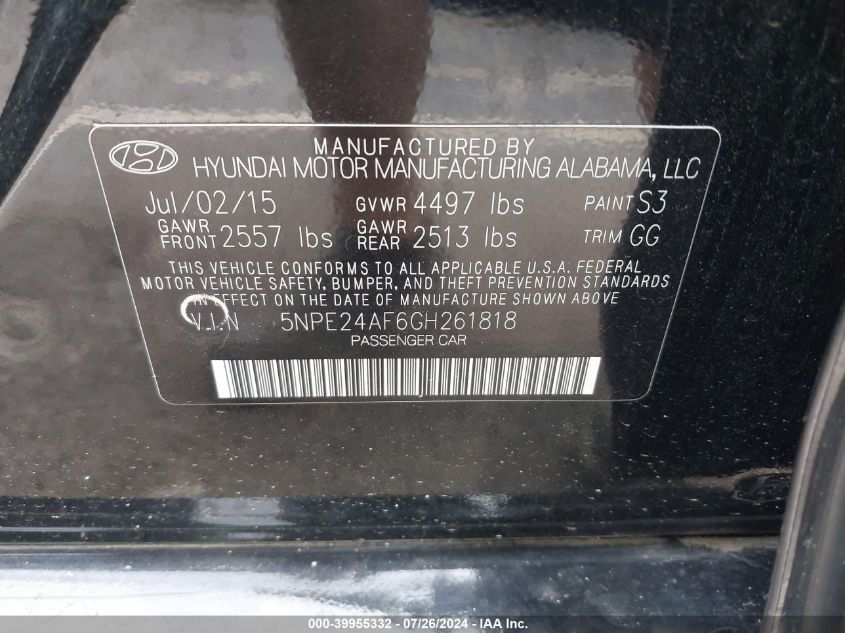 MANUFACTURED BY
HYUNDAI MOTOR MANUFACTURING ALABAMA, LLC
Jul/02/15 GVWR 4497 lbs PAINT S3
GAWR FRONT 2557 lbs GAWR REAR 2513 lbs TRIM GG
THIS VEHICLE CONFORMS TO ALL APPLICABLE U.S.A. FEDERAL
MOTOR VEHICLE SAFETY, BUMPER, AND THEFT PREVENTION STANDARDS
IN EFFECT ON THE DATE OF MANUFACTURE SHOWN ABOVE
V.I.N 5NPE24AF6GH261818
PASSENGER CAR
000-39955332 - 07/26/2024 - IAA Inc.